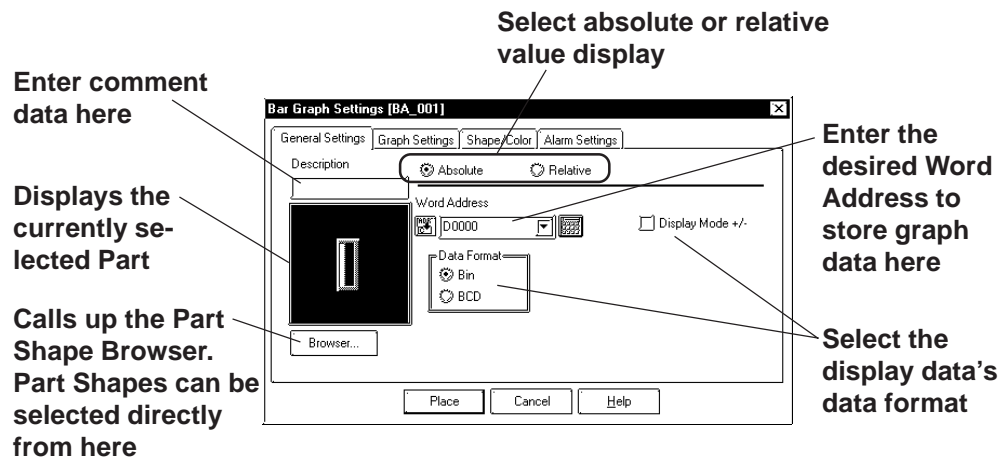 Select absolute or relative
value display
Enter comment
data here
Displays the
currently se-
lected Part
Calls up the Part
Shape Browser.
Part Shapes can be
selected directly
from here
Bar Graph Settings [BA_001]
General Settings Graph Settings Shape/Color Alarm Settings
Description
Absolute Relative
Word Address
D0000
Display Mode +/-
Data Format
Bin
BCD
Browser...
Place Cancel Help
Enter the
desired Word
Address to
store graph
data here
Select the
display data's
data format